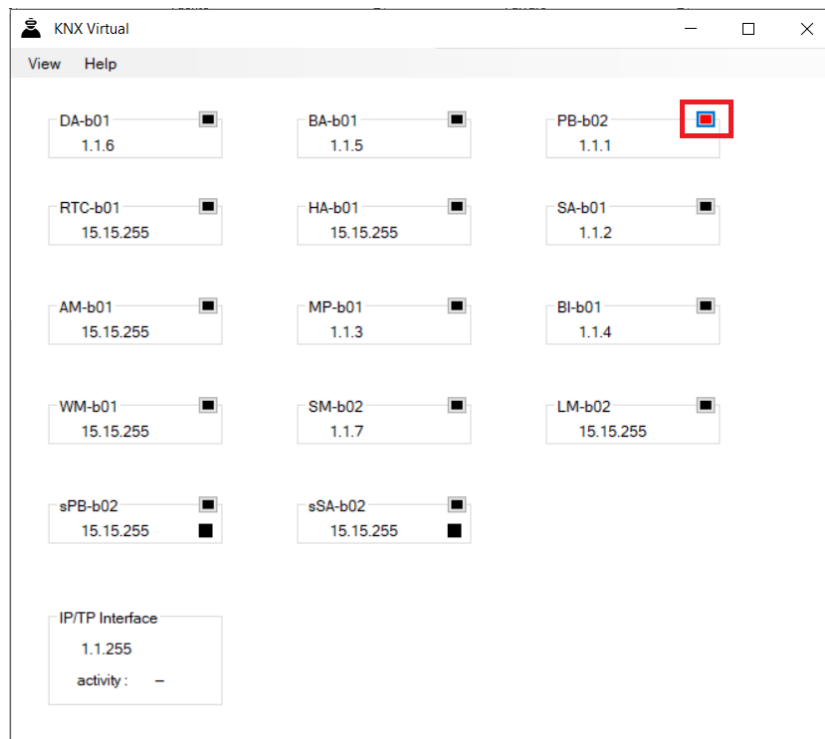 KNX Virtual
View Help
DA-b01
1.1.6
BA-b01
1.1.5
PB-b02
1.1.1
RTC-b01
15.15.255
HA-b01
15.15.255
SA-b01
1.1.2
AM-b01
15.15.255
MP-b01
1.1.3
BI-b01
1.1.4
WM-b01
15.15.255
SM-b02
1.1.7
LM-b02
15.15.255
sPB-b02
15.15.255
sSA-b02
15.15.255
IP/TP Interface
1.1.255
activity : –